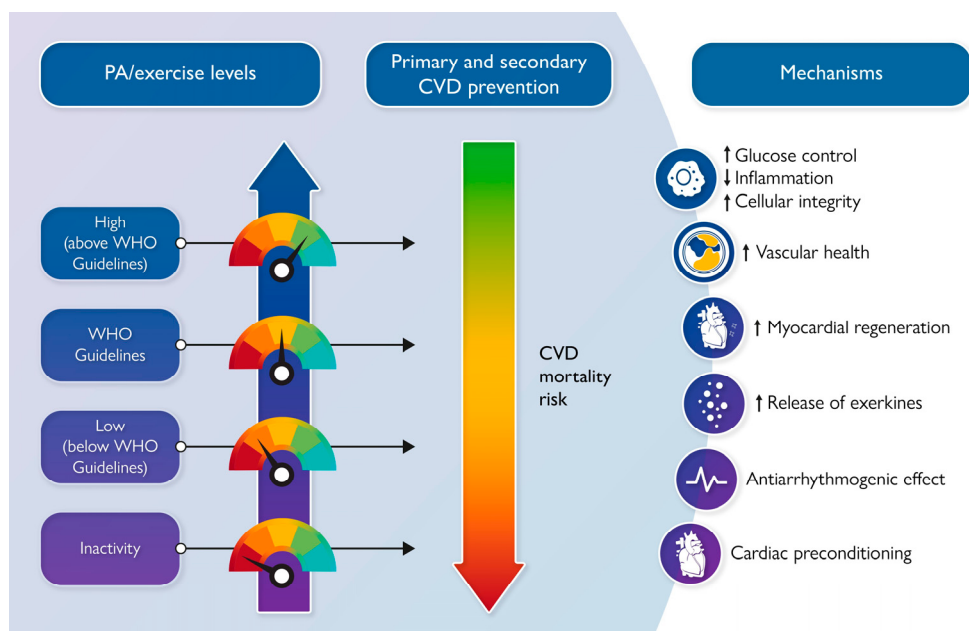 PA/exercise levels
Primary and secondary
CVD prevention
Mechanisms
High
(above WHO
Guidelines)
WHO
Guidelines
Low
(below WHO
Guidelines)
Inactivity
CVD
mortality
risk
↑ Glucose control
↓ Inflammation
↑ Cellular integrity
↑ Vascular health
↑ Myocardial regeneration
↑ Release of exerkines
Antiarrhythmogenic effect
Cardiac preconditioning